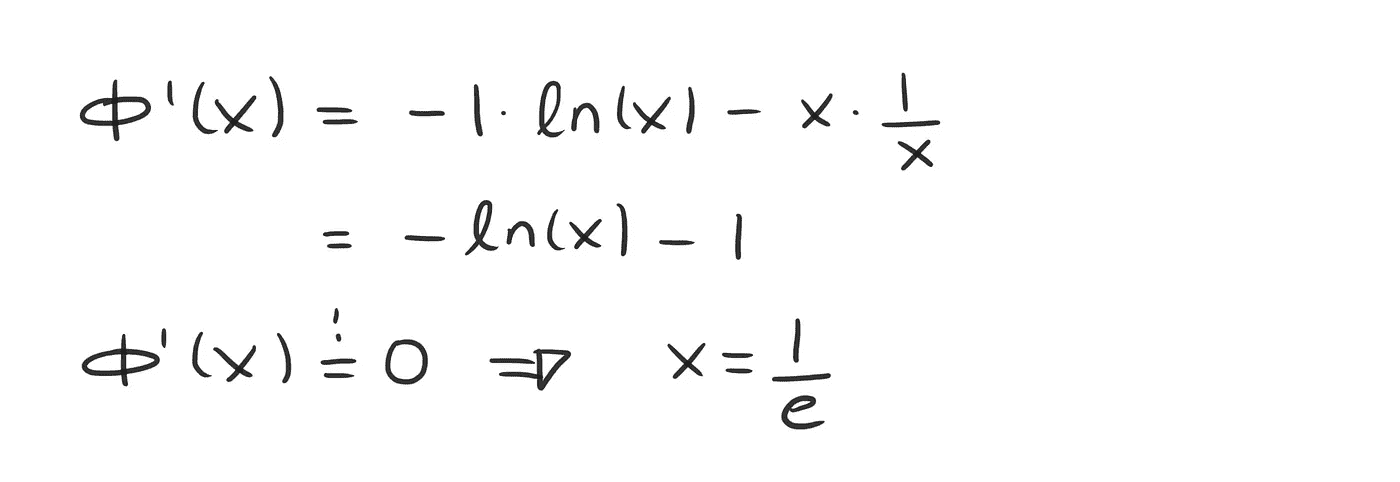 Φ'(x) = −1 · ln(x) − x · 1/x
= −ln(x) − 1
Φ'(x) =! 0 ⇒ x = 1/e